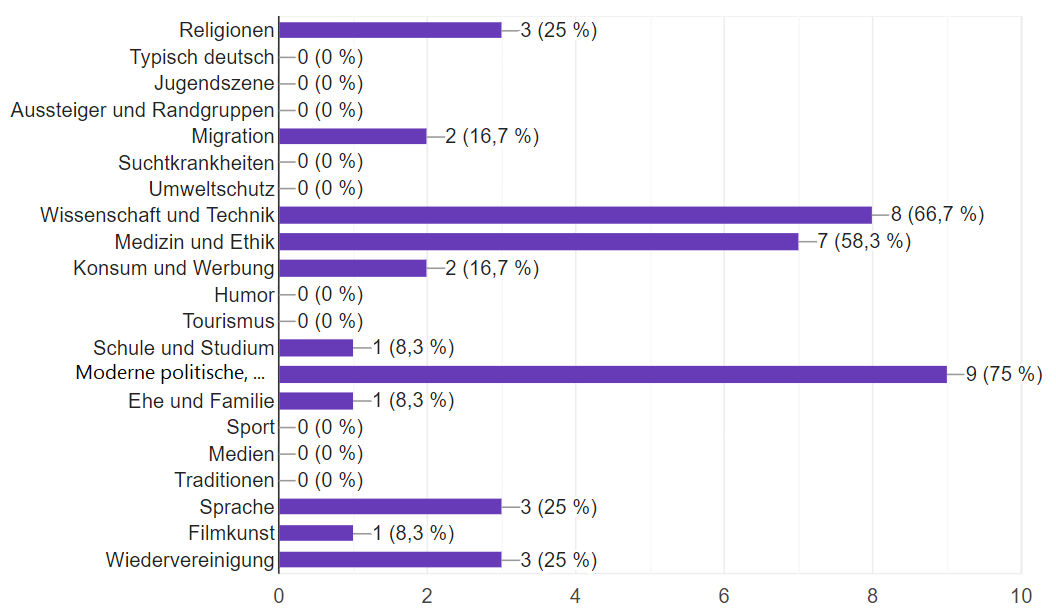 Religionen 3 (25 %)
Typisch deutsch 0 (0 %)
Jugendszene 0 (0 %)
Aussteiger und Randgruppen 0 (0 %)
Migration 2 (16,7 %)
Suchtkrankheiten 0 (0 %)
Umweltschutz 0 (0 %)
Wissenschaft und Technik 8 (66,7 %)
Medizin und Ethik 7 (58,3 %)
Konsum und Werbung 2 (16,7 %)
Humor 0 (0 %)
Tourismus 0 (0 %)
Schule und Studium 1 (8,3 %)
Moderne politische, ... 9 (75 %)
Ehe und Familie 1 (8,3 %)
Sport 0 (0 %)
Medien 0 (0 %)
Traditionen 0 (0 %)
Sprache 3 (25 %)
Filmkunst 1 (8,3 %)
Wiedervereinigung 3 (25 %)
0 2 4 6 8 10